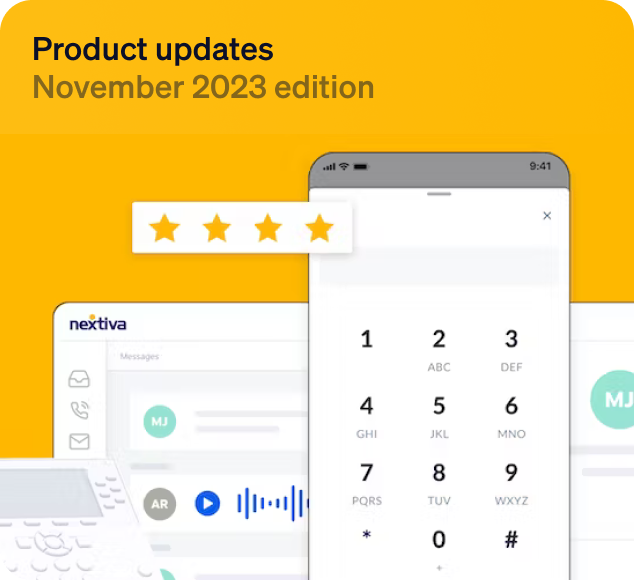 Product updates
November 2023 edition
9:41
×
nextiva
Messages
1 2 3
ABC DEF
MJ
MJ
4 5 6
GHI JKL MNO
7 8 9
PQRS TUV WXYZ
AR
* 0 #
+